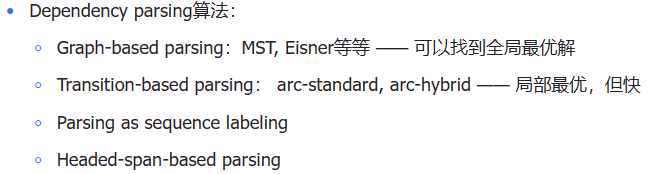 Dependency parsing算法：
Graph-based parsing：MST, Eisner等等 —— 可以找到全局最优解
Transition-based parsing： arc-standard, arc-hybrid —— 局部最优，但快
Parsing as sequence labeling
Headed-span-based parsing